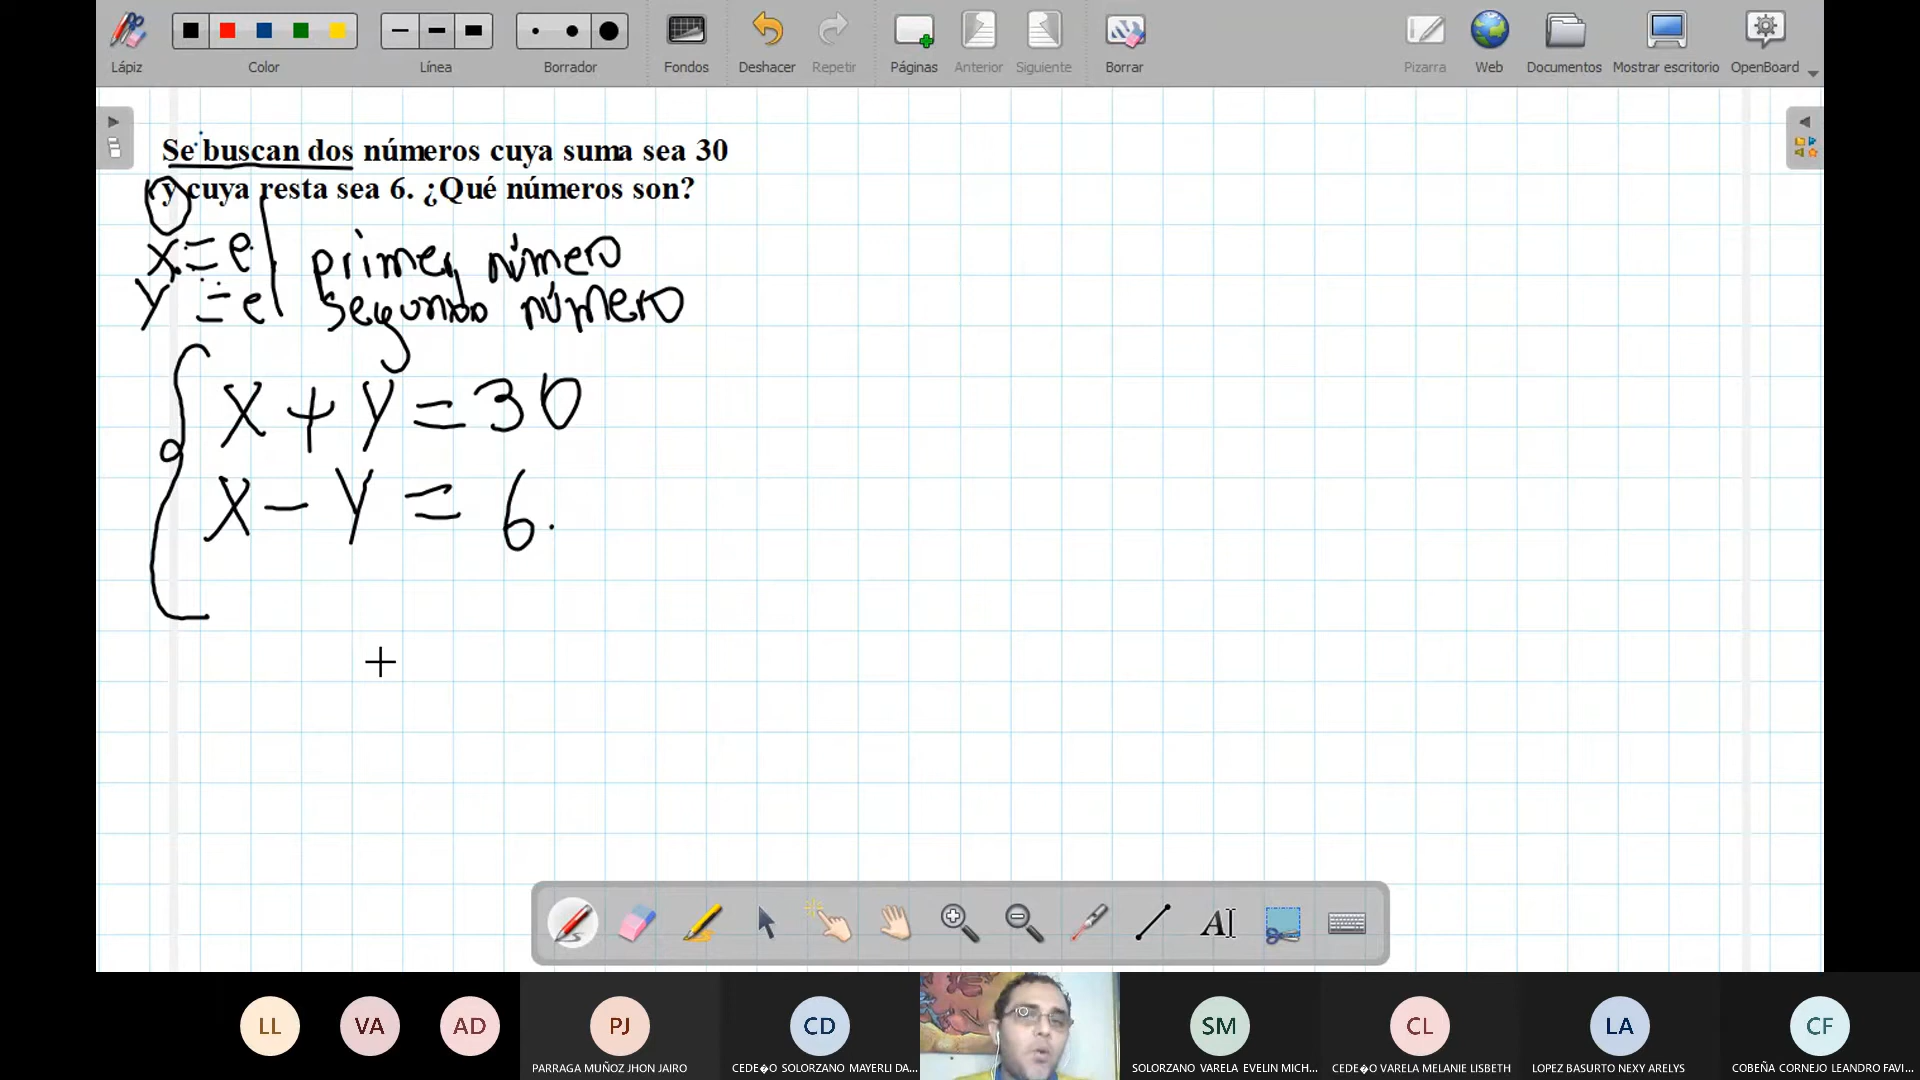 Lápiz
Color
Línea
Borrador
Fondos
Deshacer
Repetir
Páginas
Anterior
Siguiente
Borrar
Pizarra
Web
Documentos
Mostrar escritorio
OpenBoard
Se buscan dos números cuya suma sea 30
y cuya resta sea 6. ¿Qué números son?
x = el primer número
y = el segundo número
x + y = 30
x - y = 6.
LL
VA
AD
PJ
CD
SM
CL
LA
CF
PARRAGA MUÑOZ JHON JAIRO
CEDE�O SOLORZANO MAYERLI DA...
SOLORZANO VARELA EVELIN MICH...
CEDE�O VARELA MELANIE LISBETH
LOPEZ BASURTO NEXY ARELYS
COBEÑA CORNEJO LEANDRO FAVI...